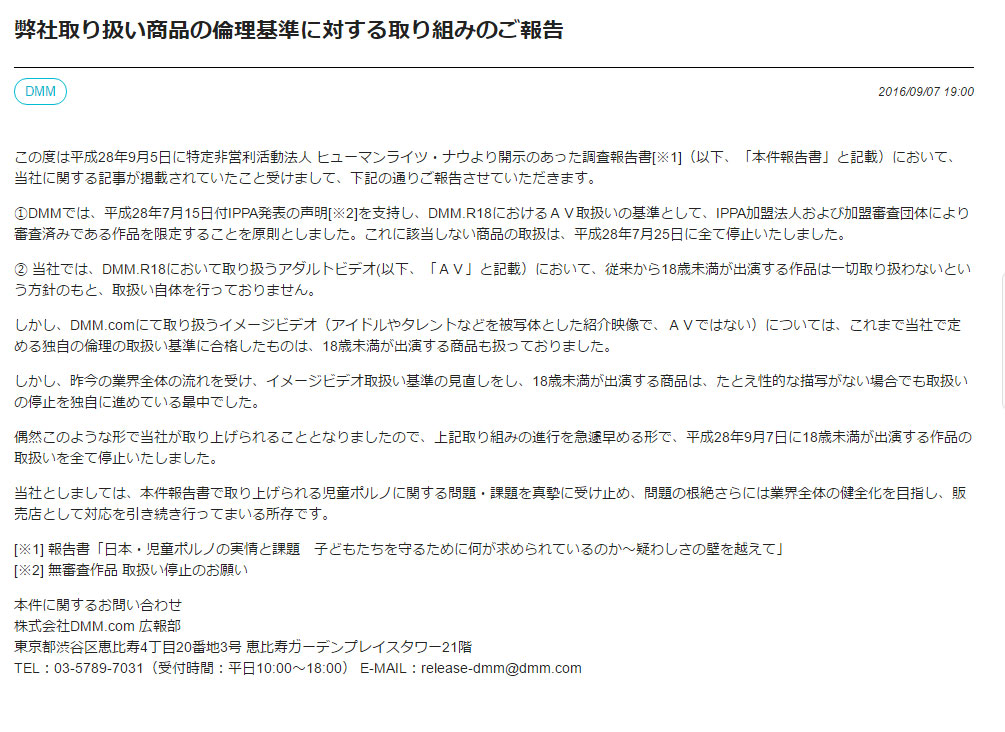 弊社取り扱い商品の倫理基準に対する取り組みのご報告
DMM
2016/09/07 19:00
この度は平成28年9月5日に特定非営利活動法人 ヒューマンライツ・ナウより開示のあった調査報告書[※1]（以下、「本件報告書」と記載）において、
当社に関する記事が掲載されていたこと受けまして、下記の通りご報告させていただきます。
①DMMでは、平成28年7月15日付IPPA発表の声明[※2]を支持し、DMM.R18におけるＡＶ取扱いの基準として、IPPA加盟法人および加盟審査団体により
審査済みである作品を限定することを原則としました。これに該当しない商品の取扱は、平成28年7月25日に全て停止いたしました。
② 当社では、DMM.R18において取り扱うアダルトビデオ(以下、「ＡＶ」と記載）において、従来から18歳未満が出演する作品は一切取り扱わないとい
う方針のもと、取扱い自体を行っておりません。
しかし、DMM.comにて取り扱うイメージビデオ（アイドルやタレントなどを被写体とした紹介映像で、ＡＶではない）については、これまで当社で定
める独自の倫理の取扱い基準に合格したものは、18歳未満が出演する商品も扱っておりました。
しかし、昨今の業界全体の流れを受け、イメージビデオ取扱い基準の見直しをし、18歳未満が出演する商品は、たとえ性的な描写がない場合でも取扱い
の停止を独自に進めている最中でした。
偶然このような形で当社が取り上げられることとなりましたので、上記取り組みの進行を急遽早める形で、平成28年9月7日に18歳未満が出演する作品の
取扱いを全て停止いたしました。
当社としましては、本件報告書で取り上げられる児童ポルノに関する問題・課題を真摯に受け止め、問題の根絶さらには業界全体の健全化を目指し、販
売店として対応を引き続き行ってまいる所存です。
[※1] 報告書「日本・児童ポルノの実情と課題　子どもたちを守るために何が求められているのか～疑わしさの壁を越えて」
[※2] 無審査作品 取扱い停止のお願い
本件に関するお問い合わせ
株式会社DMM.com 広報部
東京都渋谷区恵比寿4丁目20番地3号 恵比寿ガーデンプレイスタワー21階
TEL：03-5789-7031（受付時間：平日10:00～18:00） E-MAIL：release-dmm@dmm.com